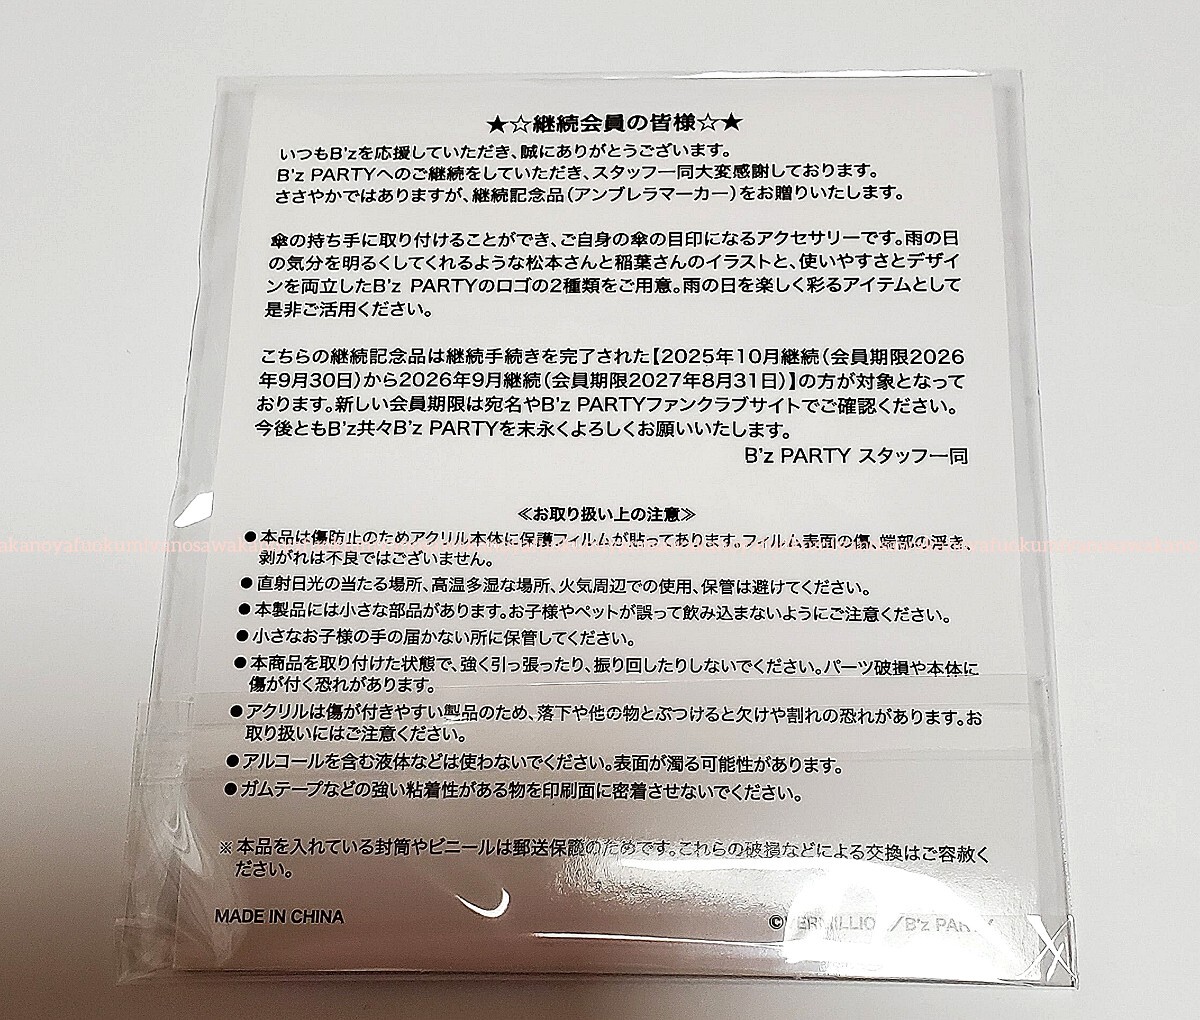 ★☆継続会員の皆様☆★
いつもB'zを応援していただき、誠にありがとうございます。
B'z PARTYへのご継続をしていただき、スタッフ一同大変感謝しております。
ささやかではありますが、継続記念品（アンブレラマーカー）をお贈りいたします。
傘の持ち手に取り付けることができ、ご自身の傘の目印になるアクセサリーです。雨の日
の気分を明るくしてくれるような松本さんと稲葉さんのイラストと、使いやすさとデザイ
ンを両立したB'z PARTYのロゴの2種類をご用意。雨の日を楽しく彩るアイテムとして
是非ご活用ください。
こちらの継続記念品は継続手続きを完了された【2025年10月継続（会員期限2026
年9月30日）から2026年9月継続（会員期限2027年8月31日）】の方が対象となって
おります。新しい会員期限は宛名やB'z PARTYファンクラブサイトでご確認ください。
今後ともB'z共々B'z PARTYを末永くよろしくお願いいたします。
B'z PARTY スタッフ一同
≪お取り扱い上の注意≫
●本品は傷防止のためアクリル本体に保護フィルムが貼ってあります。フィルム表面の傷、端部の浮き、
剥がれは不良ではございません。
●直射日光の当たる場所、高温多湿な場所、火気周辺での使用、保管は避けてください。
●本製品には小さな部品があります。お子様やペットが誤って飲み込まないようにご注意ください。
●小さなお子様の手の届かない所に保管してください。
●本商品を取り付けた状態で、強く引っ張ったり、振り回したりしないでください。パーツ破損や本体に
傷が付く恐れがあります。
●アクリルは傷が付きやすい製品のため、落下や他の物とぶつけると欠けや割れの恐れがあります。お
取り扱いにはご注意ください。
●アルコールを含む液体などは使わないでください。表面が濁る可能性があります。
●ガムテープなどの強い粘着性がある物を印刷面に密着させないでください。
※本品を入れている封筒やビニールは郵送保護のためです。これらの破損などによる交換はご容赦く
ださい。
MADE IN CHINA
©VERMILLION/B'z PARTY